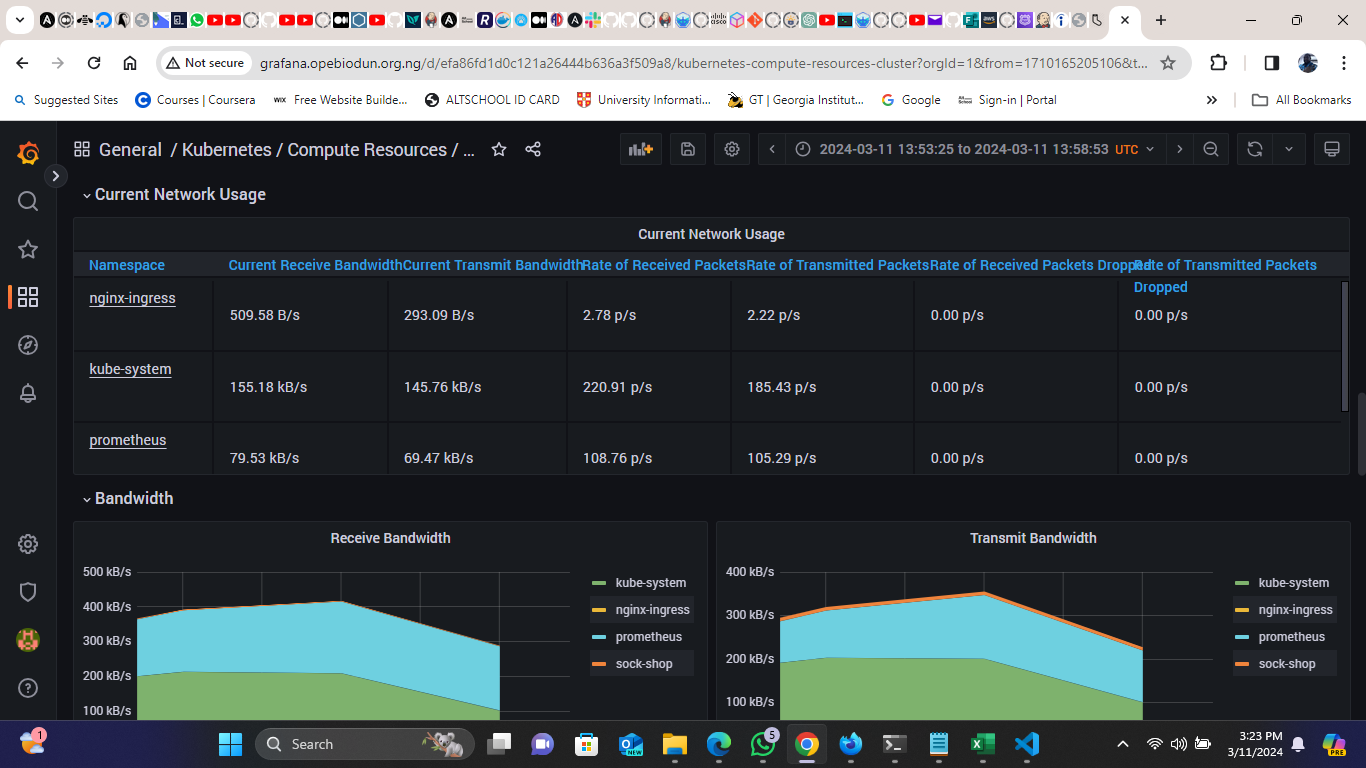 Not secure
grafana.opebiodun.org.ng/d/efa86fd1d0c121a26444b636a3f509a8/kubernetes-compute-resources-cluster?orgId=1&from=1710165205106&t...
Suggested Sites
Courses | Coursera
WIX Free Website Builde...
ALTSCHOOL ID CARD
University Informati...
GT | Georgia Institut...
Google
Sign-in | Portal
All Bookmarks
General / Kubernetes / Compute Resources / ...
2024-03-11 13:53:25 to 2024-03-11 13:58:53 UTC
Current Network Usage
Current Network Usage
Namespace Current Receive Bandwidth Current Transmit Bandwidth Rate of Received Packets Rate of Transmitted Packets Rate of Received Packets Dropped Rate of Transmitted Packets Dropped
nginx-ingress 509.58 B/s 293.09 B/s 2.78 p/s 2.22 p/s 0.00 p/s 0.00 p/s
kube-system 155.18 kB/s 145.76 kB/s 220.91 p/s 185.43 p/s 0.00 p/s 0.00 p/s
prometheus 79.53 kB/s 69.47 kB/s 108.76 p/s 105.29 p/s 0.00 p/s 0.00 p/s
Bandwidth
Receive Bandwidth
500 kB/s
400 kB/s
300 kB/s
200 kB/s
100 kB/s
kube-system
nginx-ingress
prometheus
sock-shop
Transmit Bandwidth
400 kB/s
300 kB/s
200 kB/s
100 kB/s
kube-system
nginx-ingress
prometheus
sock-shop
1
Search
NEW
5
3:23 PM
3/11/2024
PRE